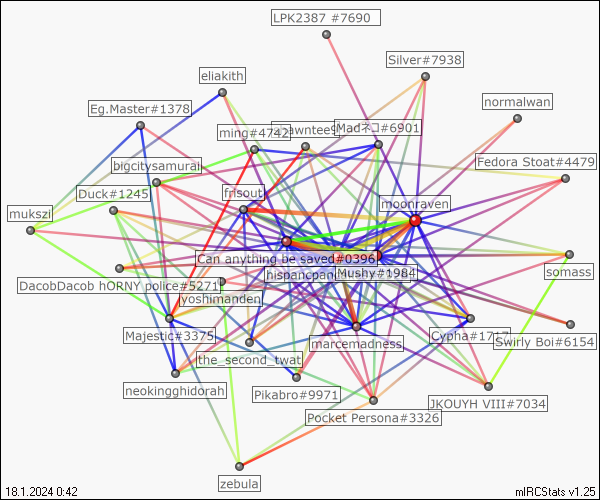 LPK2387 #7690
Silver#7938
eliakith
normalwan
Eg.Master#1378
ming#4742
Madネコ#6901
Fedora Stoat#4479
bigcitysamurai
Duck#1245
frisout
moonraven
mukszi
Can anything be saved#0396
somass
DacobDacob hORNY police#5271
Mushy#1984
yoshimanden
Majestic#3375
marcemadness
Cypha#1717
Swirly Boi#6154
the_second_twat
neokingghidorah
Pikabro#9971
JKOUYH VIII#7034
Pocket Persona#3326
zebula
18.1.2024 0:42
mIRCStats v1.25